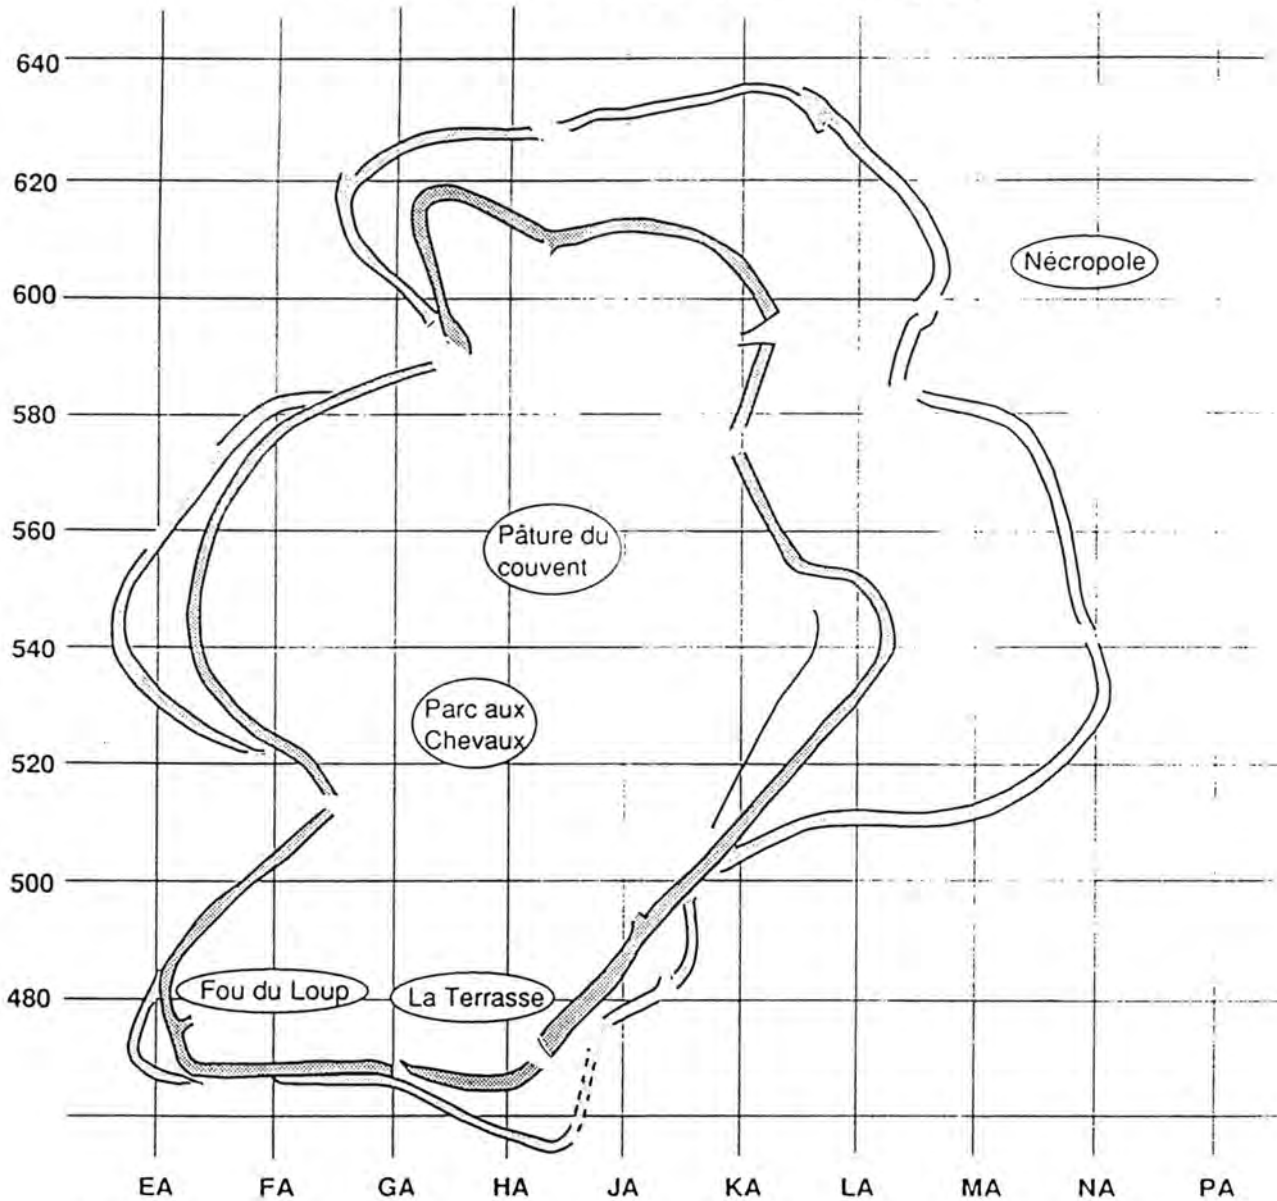 640
620
Nécropole
600
580
560
Pâture du
couvent
540
Parc aux
Chevaux
520
500
480
Fou du Loup
La Terrasse
EA FA GA HA JA KA LA MA NA PA